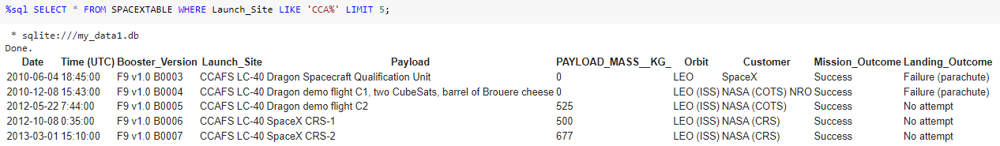 %sql SELECT * FROM SPACEXTABLE WHERE Launch_Site LIKE 'CCA%' LIMIT 5;
* sqlite:///my_data1.db
Done.
Date Time (UTC) Booster_Version Launch_Site Payload PAYLOAD_MASS__KG_ Orbit Customer Mission_Outcome Landing_Outcome
2010-06-04 18:45:00 F9 v1.0 B0003 CCAFS LC-40 Dragon Spacecraft Qualification Unit 0 LEO SpaceX Success Failure (parachute)
2010-12-08 15:43:00 F9 v1.0 B0004 CCAFS LC-40 Dragon demo flight C1, two CubeSats, barrel of Brouere cheese 0 LEO (ISS) NASA (COTS) NRO Success Failure (parachute)
2012-05-22 7:44:00 F9 v1.0 B0005 CCAFS LC-40 Dragon demo flight C2 525 LEO (ISS) NASA (COTS) Success No attempt
2012-10-08 0:35:00 F9 v1.0 B0006 CCAFS LC-40 SpaceX CRS-1 500 LEO (ISS) NASA (CRS) Success No attempt
2013-03-01 15:10:00 F9 v1.0 B0007 CCAFS LC-40 SpaceX CRS-2 677 LEO (ISS) NASA (CRS) Success No attempt